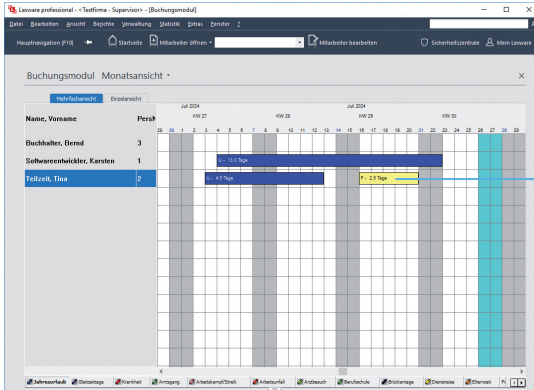 Lexware professional - <Testfirma - Supervisor> - [Buchungsmodul]
Datei Bearbeiten Ansicht Berichte Verwaltung Statistik Extras Fenster ?
Hauptnavigation [F10] Startseite Mitarbeiter öffnen Mitarbeiter bearbeiten Sicherheitszentrale Mein Lexware
Buchungsmodul Monatsansicht
Mehrfachansicht Einzelansicht
Juli 2024 Juli 2024
Name, Vorname PersN KW 27 KW 28 KW 29 KW 30
29 30 1 2 3 4 5 6 7 8 9 10 11 12 13 14 15 16 17 18 19 20 21 22 23 24 25 26 27 28 29
Buchhalter, Bernd 3
Softwareentwickler, Karsten 1 U - 13.0 Tage
Teilzeit, Tina 2 U - 4.5 Tage F - 2.5 Tage
Jahresurlaub Gleitzeittage Krankheit Amtsgang Arbeitskampf/Streik Arbeitsunfall Arztbesuch Berufsschule Brückentage Dienstreise Elternzeit